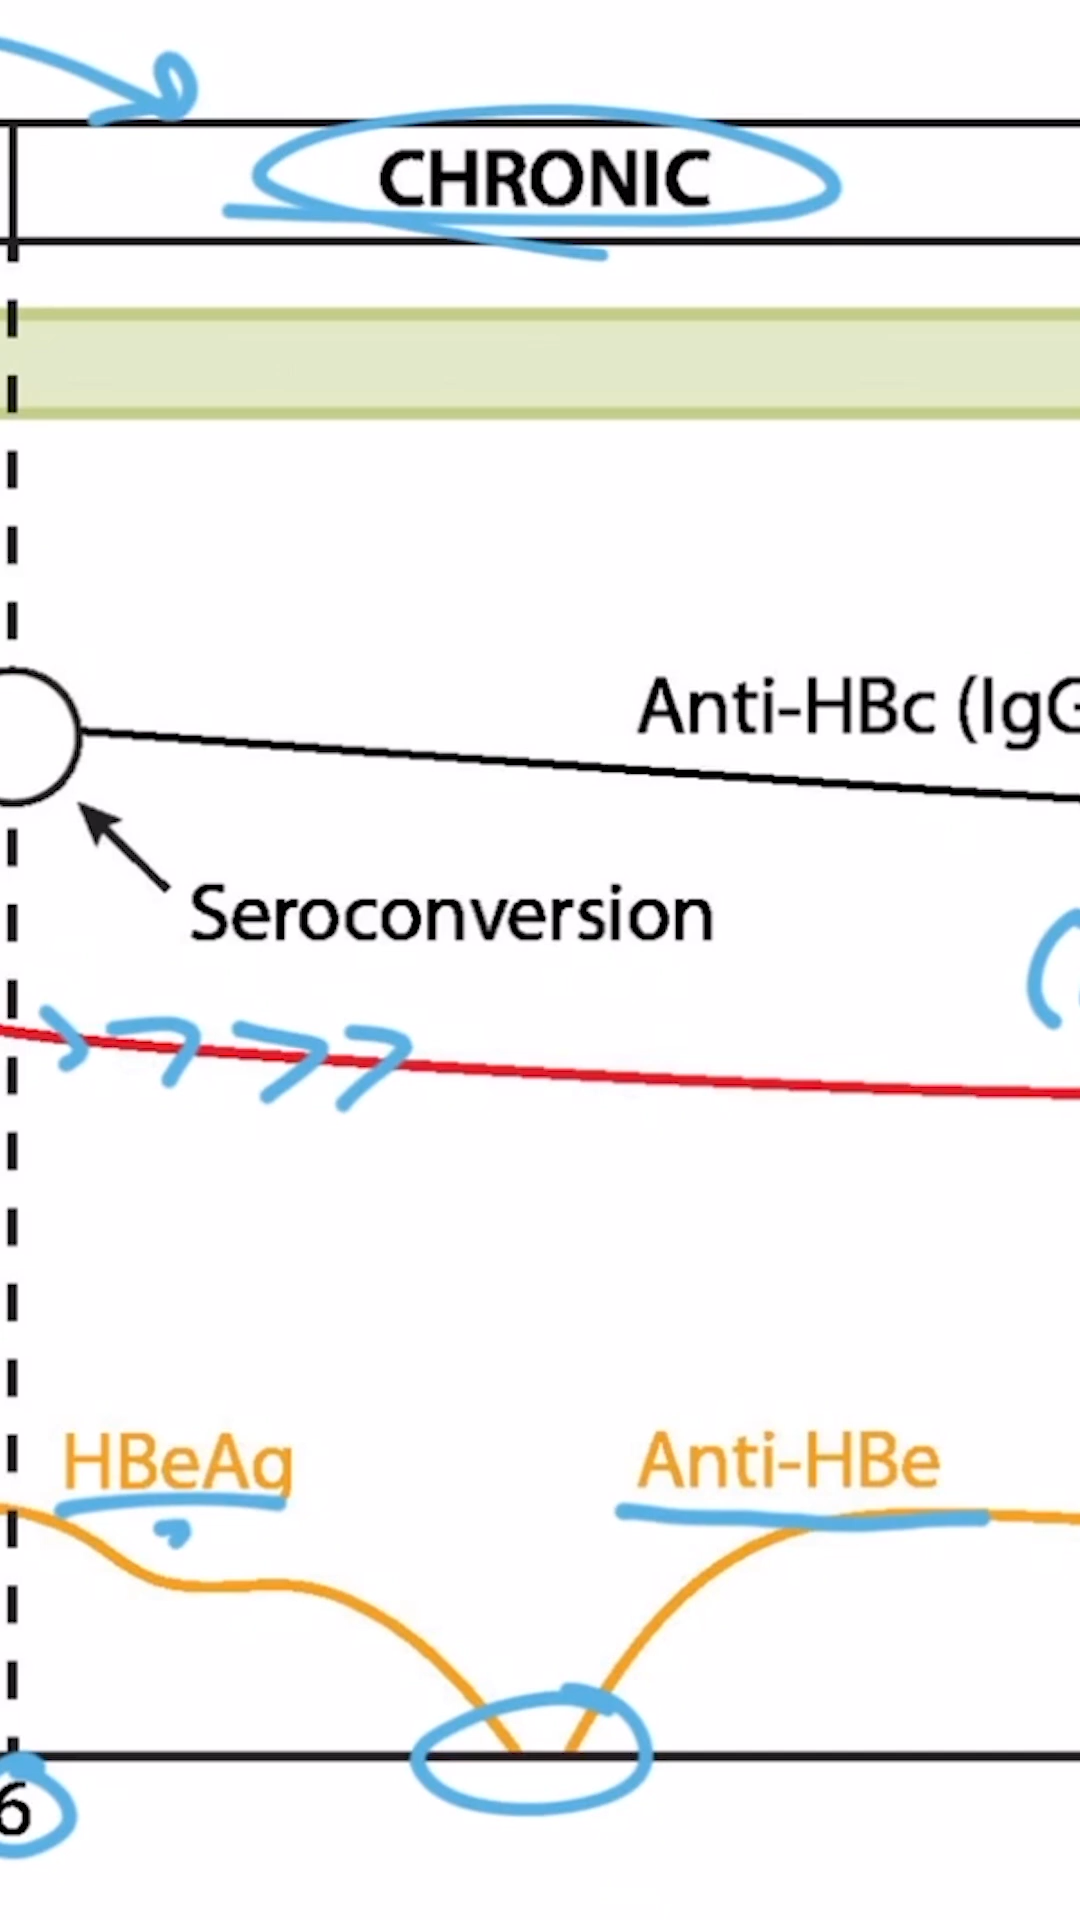 CHRONIC
Anti-HBc (IgG
Seroconversion
HBeAg
Anti-HBe
6